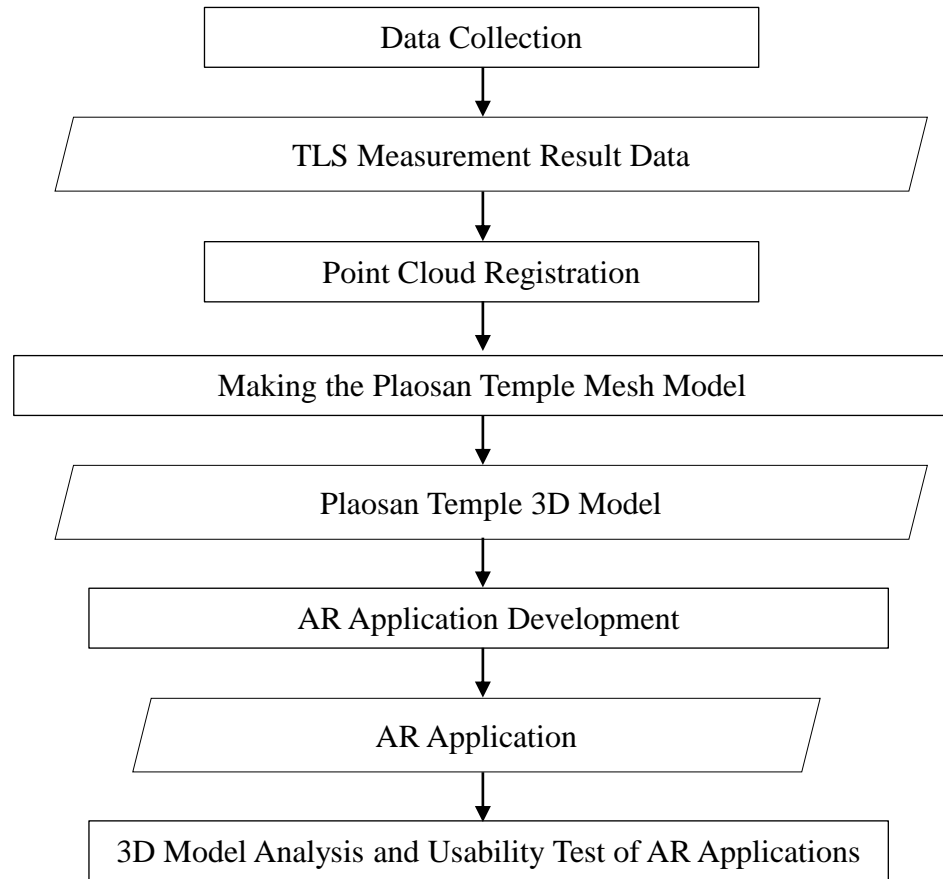 Data Collection
TLS Measurement Result Data
Point Cloud Registration
Making the Plaosan Temple Mesh Model
Plaosan Temple 3D Model
AR Application Development
AR Application
3D Model Analysis and Usability Test of AR Applications